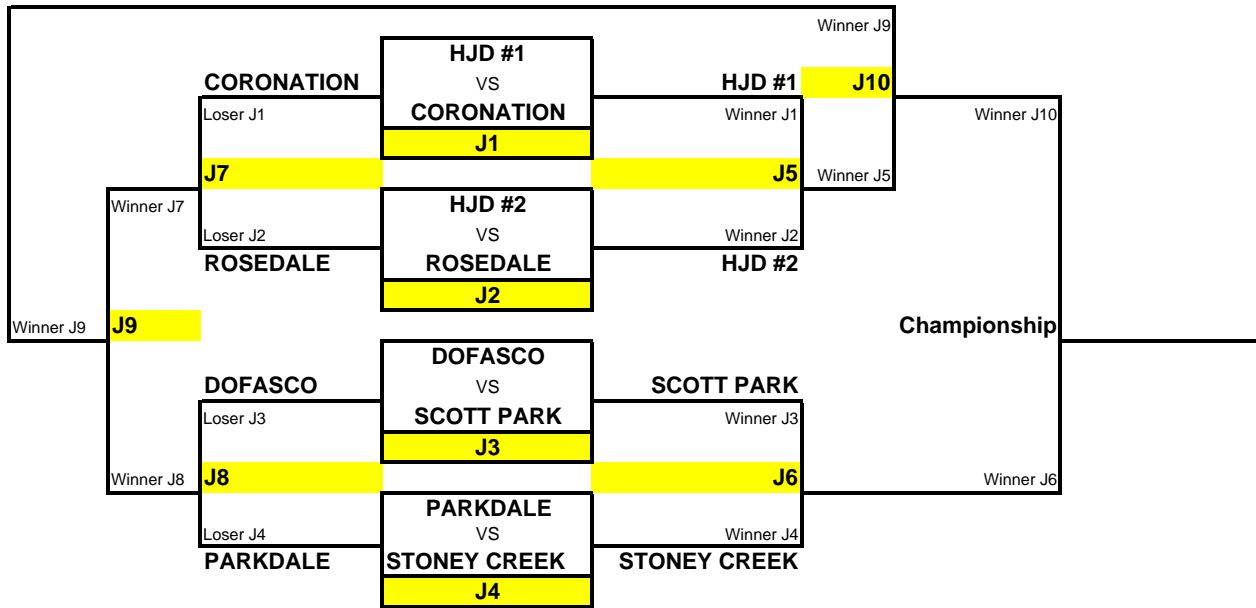 Winner J9
HJD #1
CORONATION VS HJD #1 J10
Loser J1 CORONATION Winner J1 Winner J10
J1
J7 J5 Winner J5
Winner J7 HJD #2
Loser J2 VS Winner J2
ROSEDALE ROSEDALE HJD #2
J2
Winner J9 J9 Championship
DOFASCO
DOFASCO VS SCOTT PARK
Loser J3 SCOTT PARK Winner J3
J3
Winner J8 J8 J6 Winner J6
PARKDALE
Loser J4 VS Winner J4
PARKDALE STONEY CREEK STONEY CREEK
J4